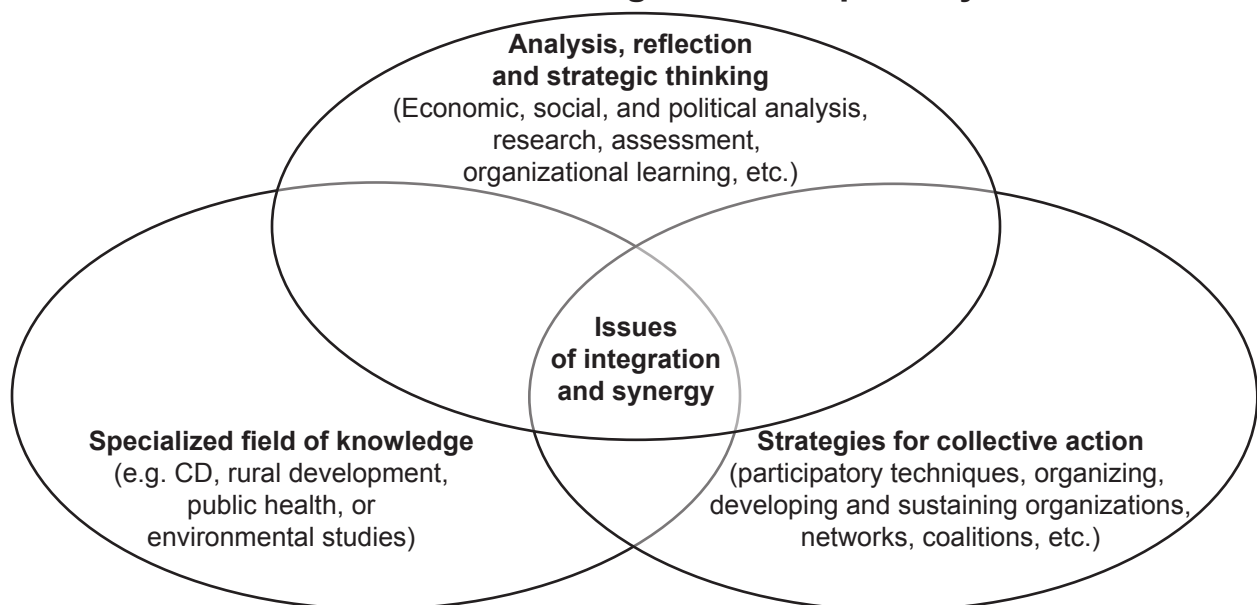 Analysis, reflection
and strategic thinking
(Economic, social, and political analysis,
research, assessment,
organizational learning, etc.)
Issues
of integration
and synergy
Specialized field of knowledge
(e.g. CD, rural development,
public health, or
environmental studies)
Strategies for collective action
(participatory techniques, organizing,
developing and sustaining organizations,
networks, coalitions, etc.)